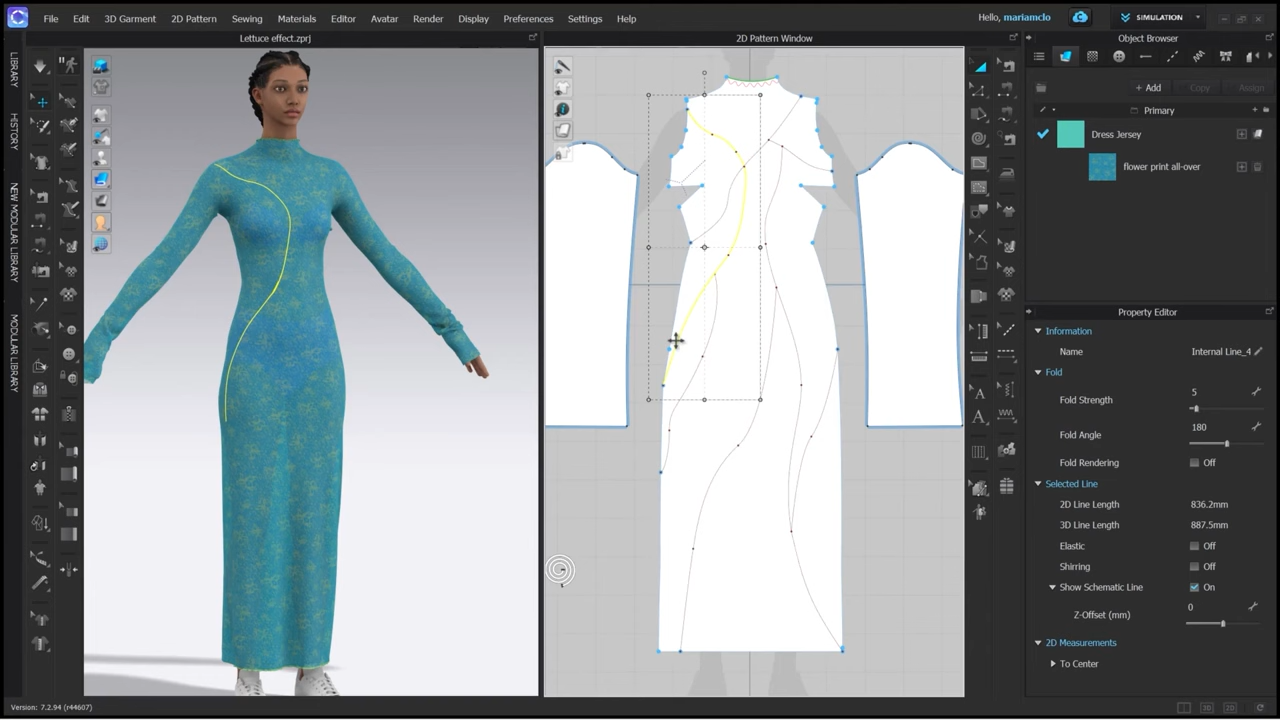 File Edit 3D Garment 2D Pattern Sewing Materials Editor Avatar Render Display Preferences Settings Help
Hello, mariamclo
SIMULATION
Lettuce effect.zprj
2D Pattern Window
Object Browser
LIBRARY
HISTORY
NEW MODULAR LIBRARY
MODULAR LIBRARY
+ Add Copy Assign
Primary
Dress Jersey
flower print all-over
Property Editor
Information
Name Internal Line_4
Fold
Fold Strength 5
Fold Angle 180
Fold Rendering Off
Selected Line
2D Line Length 836.2mm
3D Line Length 887.5mm
Elastic Off
Shirring Off
Show Schematic Line On
Z-Offset (mm) 0
2D Measurements
To Center
Version: 7.2.94 (r44607)
3D
2D